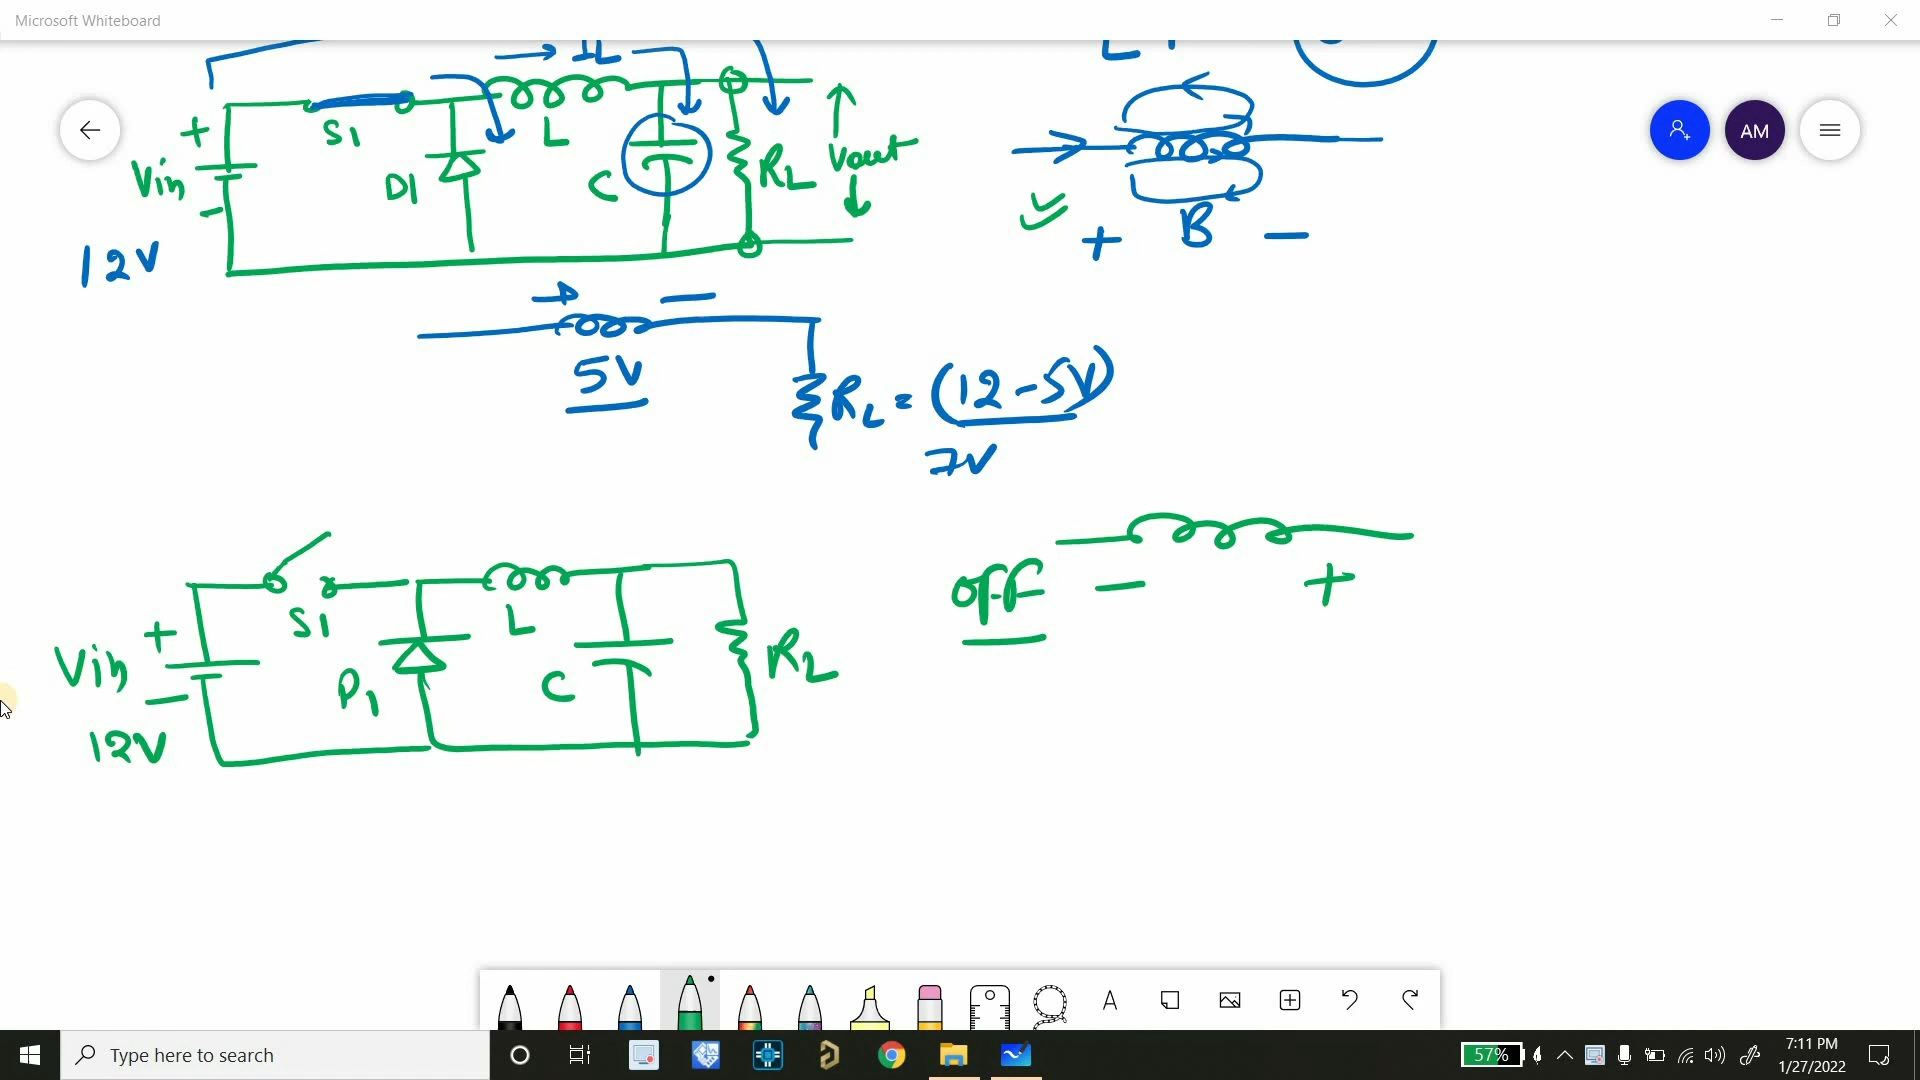 Microsoft Whiteboard
IL
L
+
S1
L
Vin
-
D1
C
RL
Vout
12V
AM
+ B -
-
5V
RL = (12-5V)
7V
OFF - +
S1
L
+
Vin
-
D1
C
RL
12V
A
Type here to search
57%
7:11 PM
1/27/2022